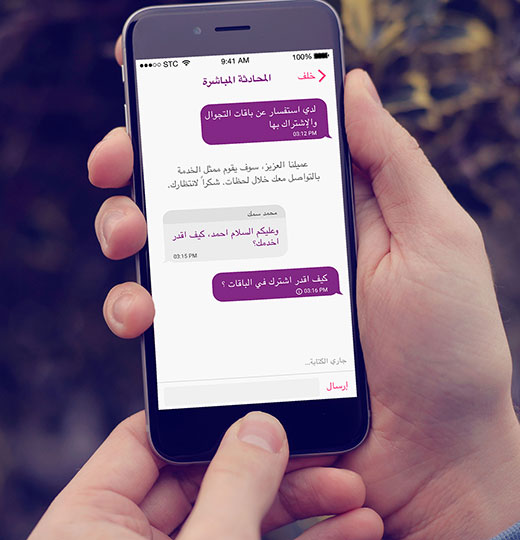 STC 9:41 AM 100%
المحادثة المباشرة خلف
لدي استفسار عن باقات التجوال
والإشتراك بها
03:12 PM
عميلنا العزيز، سوف يقوم ممثل الخدمة
بالتواصل معك خلال لحظات. شكراً لانتظارك.
محمد سمك
وعليكم السلام احمد، كيف اقدر
اخدمك؟
03:15 PM
كيف اقدر اشترك في الباقات ؟
03:16 PM
جاري الكتابة...
إرسال